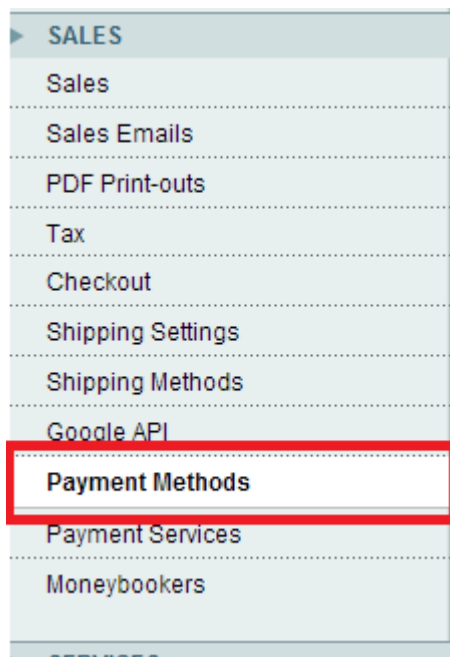 SALES
Sales
Sales Emails
PDF Print-outs
Tax
Checkout
Shipping Settings
Shipping Methods
Google API
Payment Methods
Payment Services
Moneybookers
SERVICES